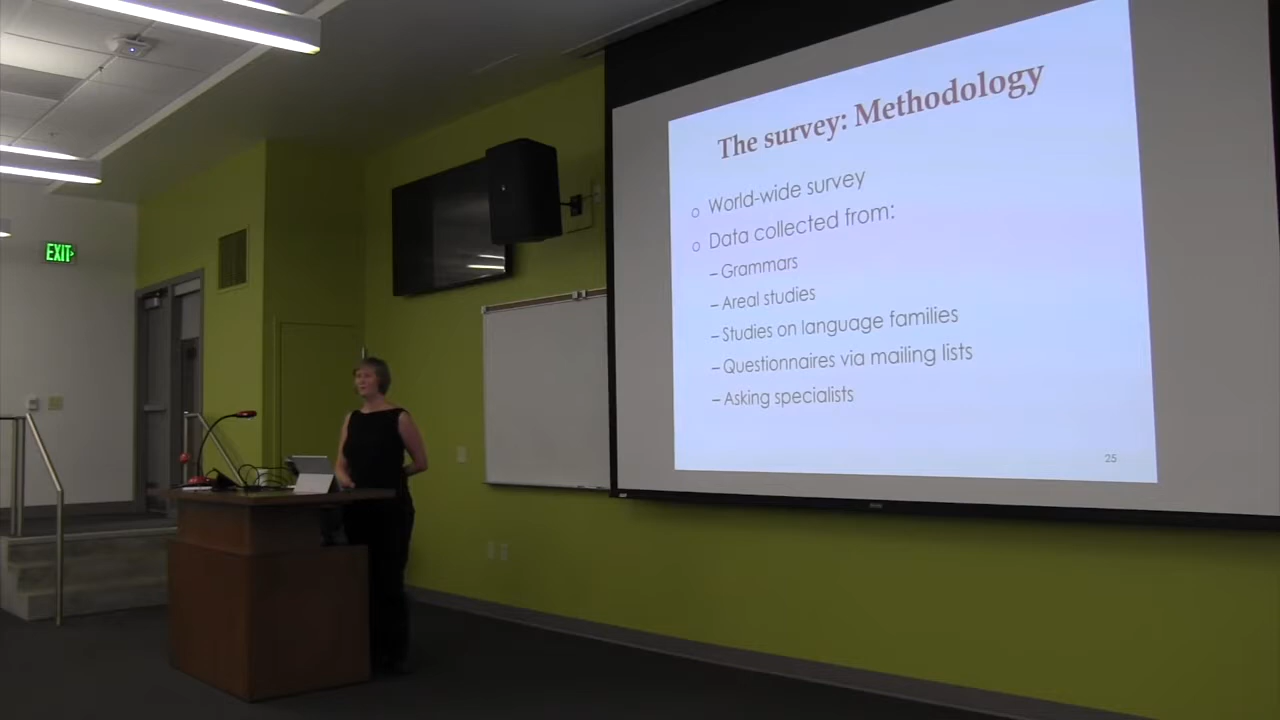 The survey: Methodology
○ World-wide survey
○ Data collected from:
– Grammars
– Areal studies
– Studies on language families
– Questionnaires via mailing lists
– Asking specialists
25
EXIT